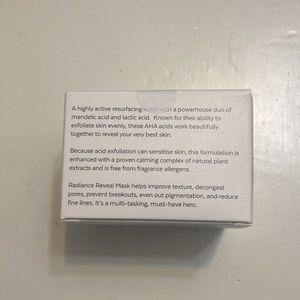 A highly active resurfacing mask with a powerhouse duo of
mandelic acid and lactic acid. Known for their ability to
exfoliate skin evenly, these AHA acids work beautifully
together to reveal your very best skin.
Because acid exfoliation can sensitise skin, this formulation is
enhanced with a proven calming complex of natural plant
extracts and is free from fragrance allergens.
Radiance Reveal Mask helps improve texture, decongest
pores, prevent breakouts, even out pigmentation, and reduce
fine lines. It's a multi-tasking, must-have hero.